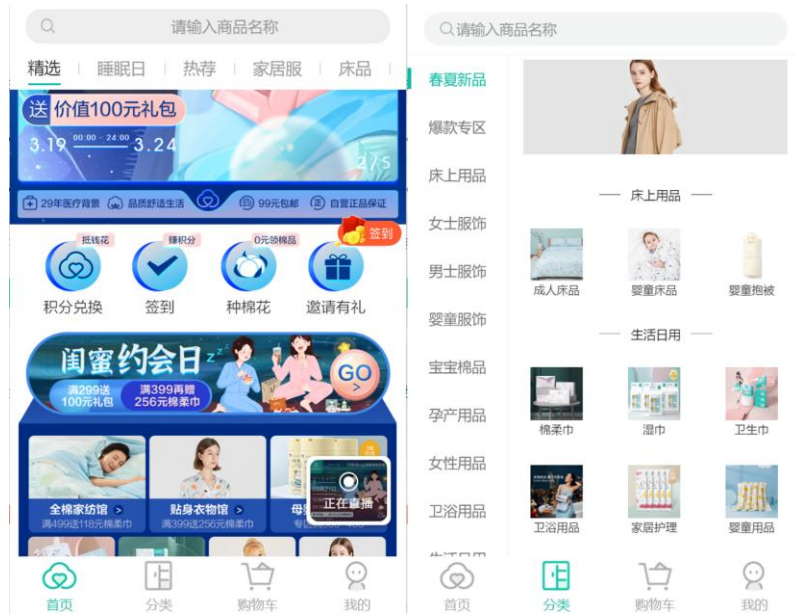 请输入商品名称
精选
睡眠日
热荐
家居服
床品
送 价值100元礼包
3.19 00:00 - 24:00 3.24
2/5
29年医疗背景
品质舒适生活
99元包邮
自营正品保证
签到
抵钱花
赚积分
0元领棉品
积分兑换
签到
种棉花
邀请有礼
闺蜜约会日
满299送
100元礼包
满399再赠
256元棉柔巾
GO
全棉家纺馆
满499送118元棉柔巾
贴身衣物馆
满399送256元棉柔巾
正在直播
首页
分类
购物车
我的
请输入商品名称
春夏新品
爆款专区
床上用品
女士服饰
男士服饰
婴童服饰
宝宝棉品
孕产用品
女性用品
卫浴用品
生活日用
床上用品
成人床品
婴童床品
婴童抱被
生活日用
棉柔巾
湿巾
卫生巾
卫浴用品
家居护理
婴童用品
首页
分类
购物车
我的